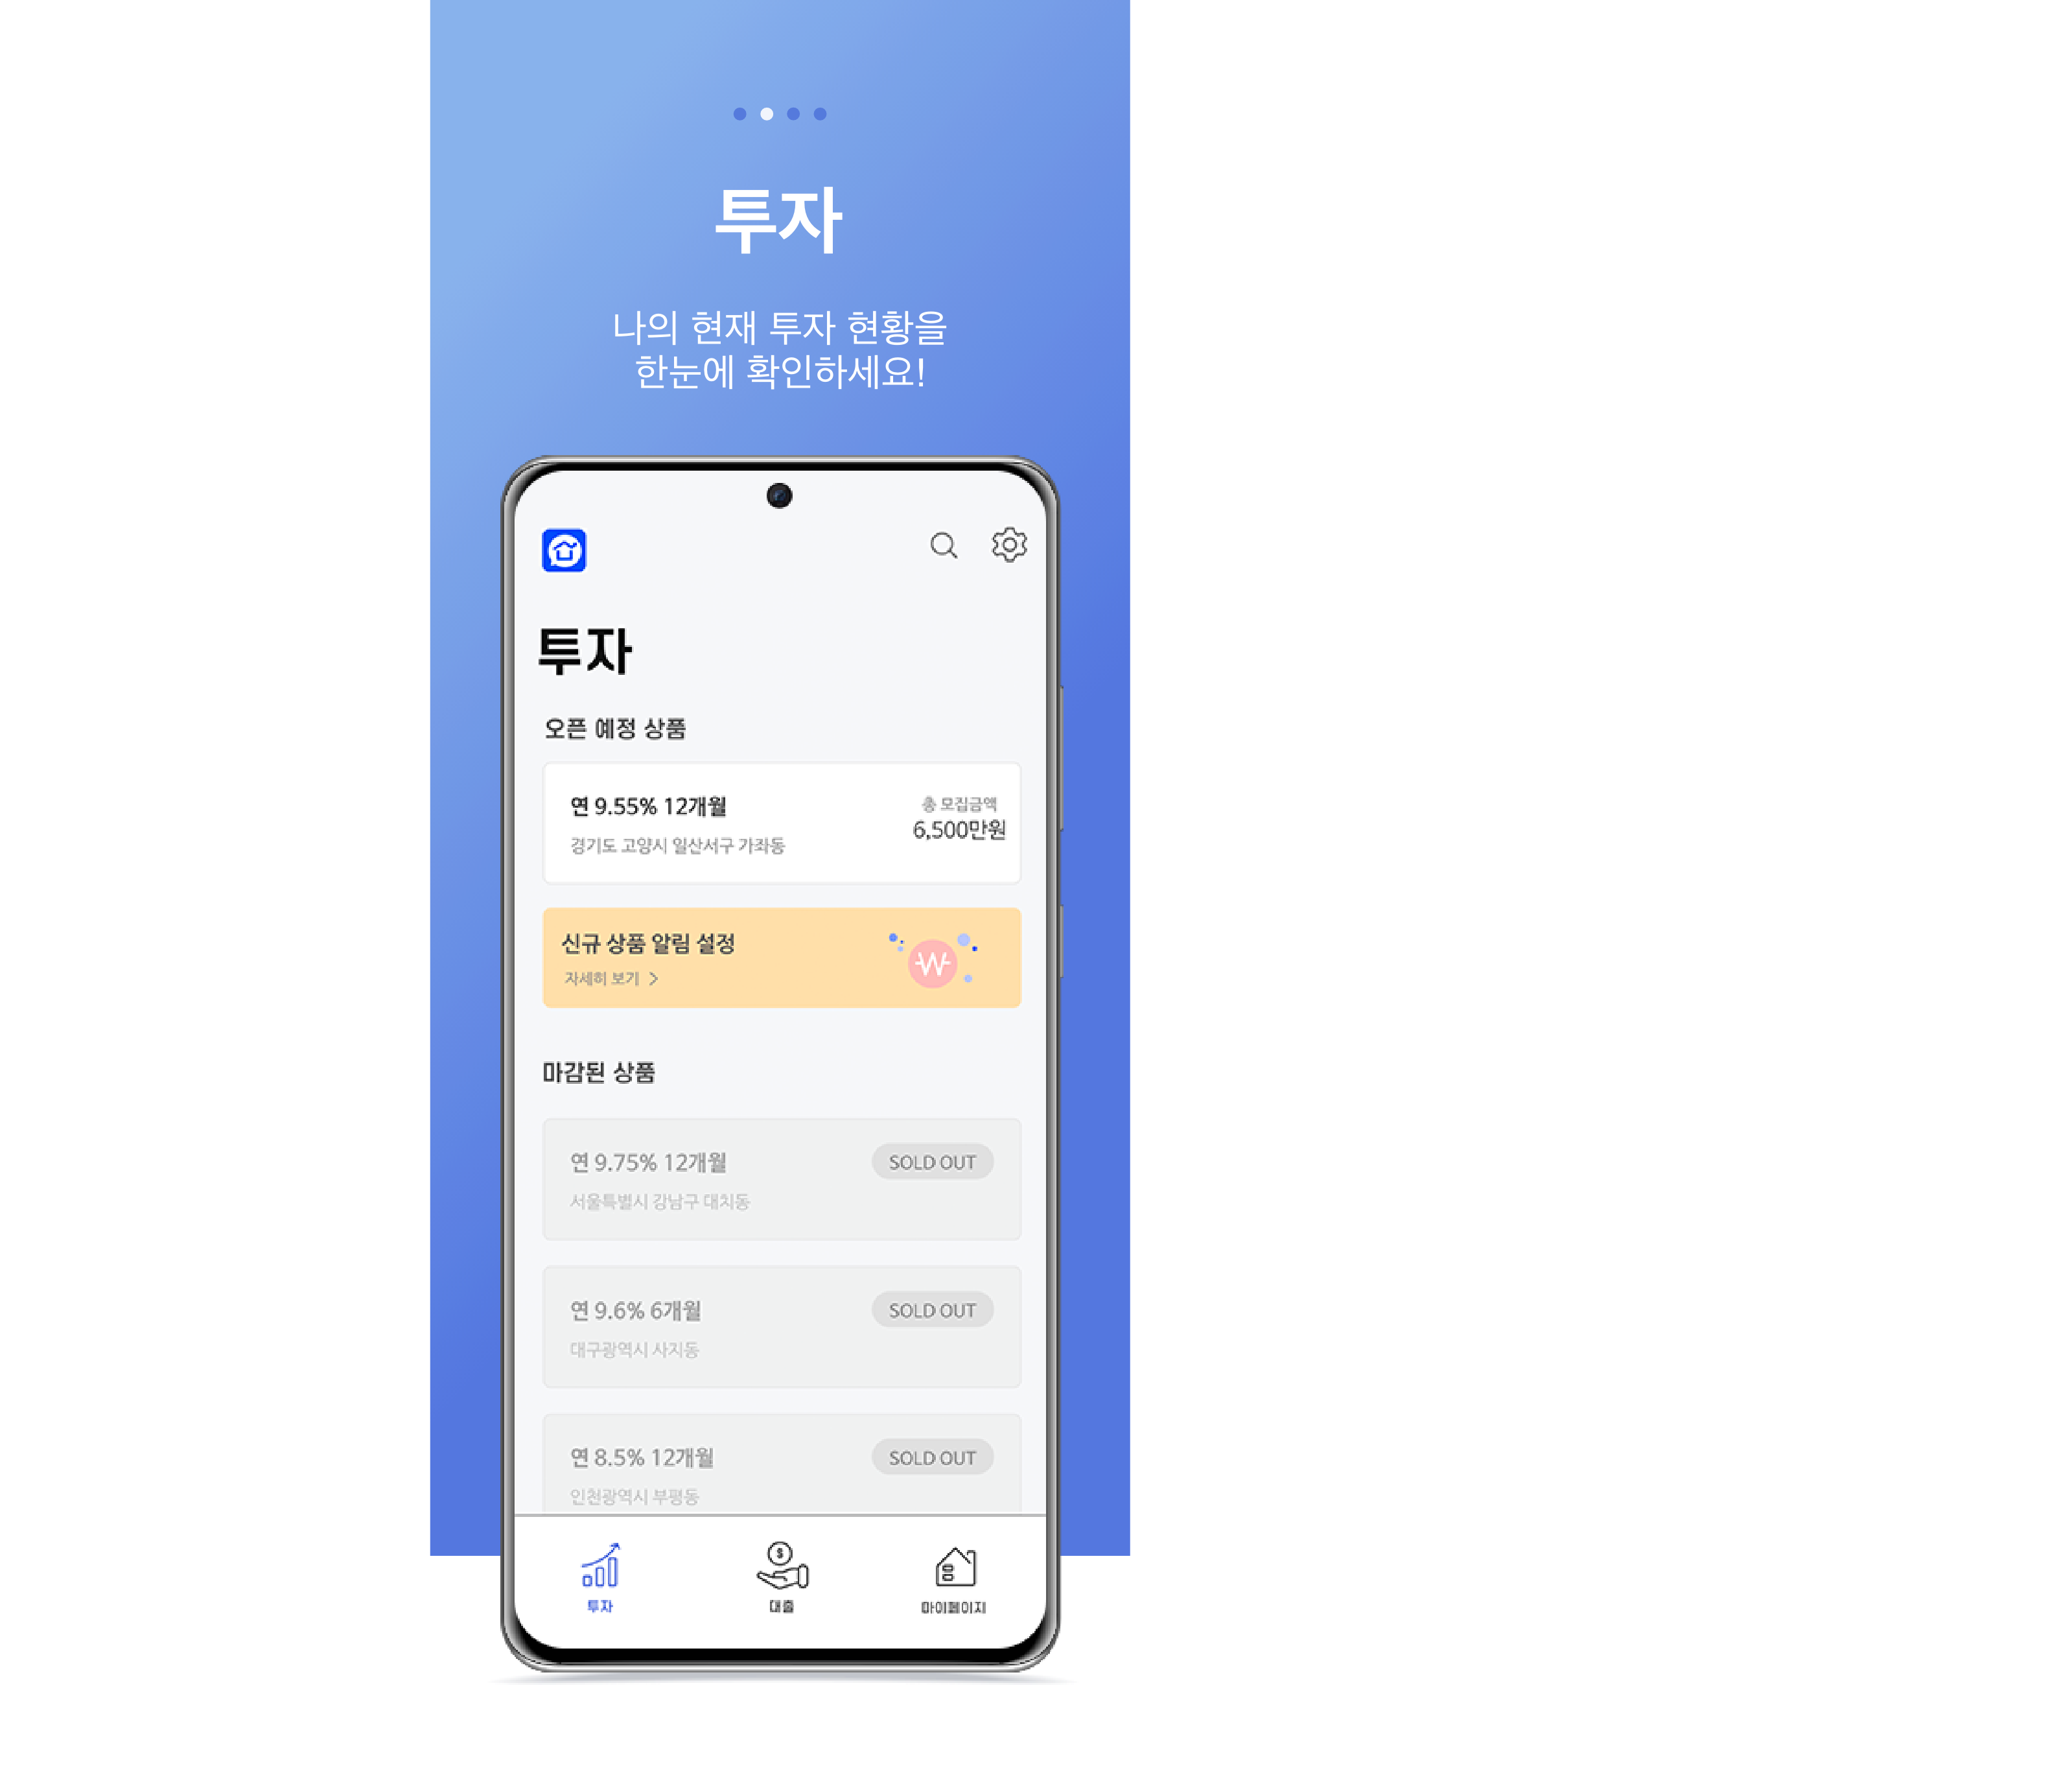 투자
나의 현재 투자 현황을
한눈에 확인하세요!
투자
오픈 예정 상품
연 9.55% 12개월
총 모집금액
6,500만원
경기도 고양시 일산서구 가좌동
신규 상품 알림 설정
자세히 보기 >
마감된 상품
연 9.75% 12개월
SOLD OUT
서울특별시 강남구 대치동
연 9.6% 6개월
SOLD OUT
대구광역시 사지동
연 8.5% 12개월
SOLD OUT
인천광역시 부평동
투자
대출
마이페이지